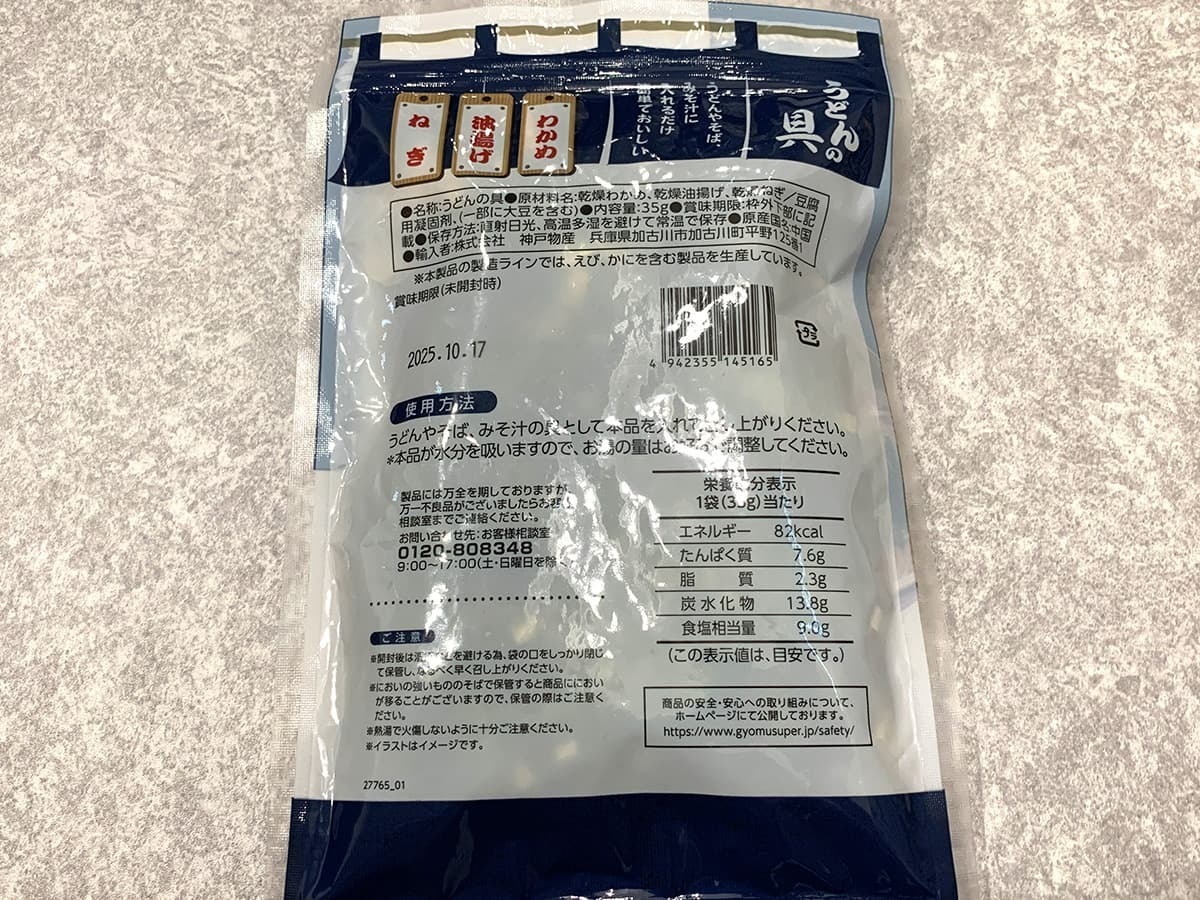 うどんの
具
うどんやそば、
みそ汁に
入れるだけ
簡単でおいしい
わかめ
油揚げ
ねぎ
●名称:うどんの具●原材料名:乾燥わかめ、乾燥油揚げ、乾燥ねぎ/豆腐
用凝固剤、(一部に大豆を含む)●内容量:35g●賞味期限:枠外下部に記
載●保存方法:直射日光、高温多湿を避けて常温で保存●原産国名:中国
●輸入者:株式会社 神戸物産 兵庫県加古川市加古川町平野125番1
※本製品の製造ラインでは、えび、かにを含む製品を生産しています。
賞味期限(未開封時)
2025.10.17
4 942355 145165
プラ
使用方法
うどんやそば、みそ汁の具として本品を入れてお召し上がりください。
*本品が水分を吸いますので、お湯の量はお好みで調整してください。
製品には万全を期しておりますが、
万一不良品がございましたらお客様
相談室までご連絡ください。
お問い合わせ先:お客様相談室
0120-808348
9:00〜17:00(土・日曜日を除く)
栄養成分表示
1袋(35g)当たり
エネルギー 82kcal
たんぱく質 7.6g
脂質 2.3g
炭水化物 13.8g
食塩相当量 9.0g
(この表示値は、目安です。)
ご注意
※開封後は を避ける為、袋の口をしっかり閉じ
て保管し、なるべく早く召し上がりください。
※においの強いもののそばで保管すると商品ににおい
が移ることがございますので、保管の際はご注意く
ださい。
※熱湯で火傷しないように十分ご注意ください。
※イラストはイメージです。
商品の安全・安心への取り組みについて、
ホームページにて公開しております。
https://www.gyomusuper.jp/safety/
27765_01